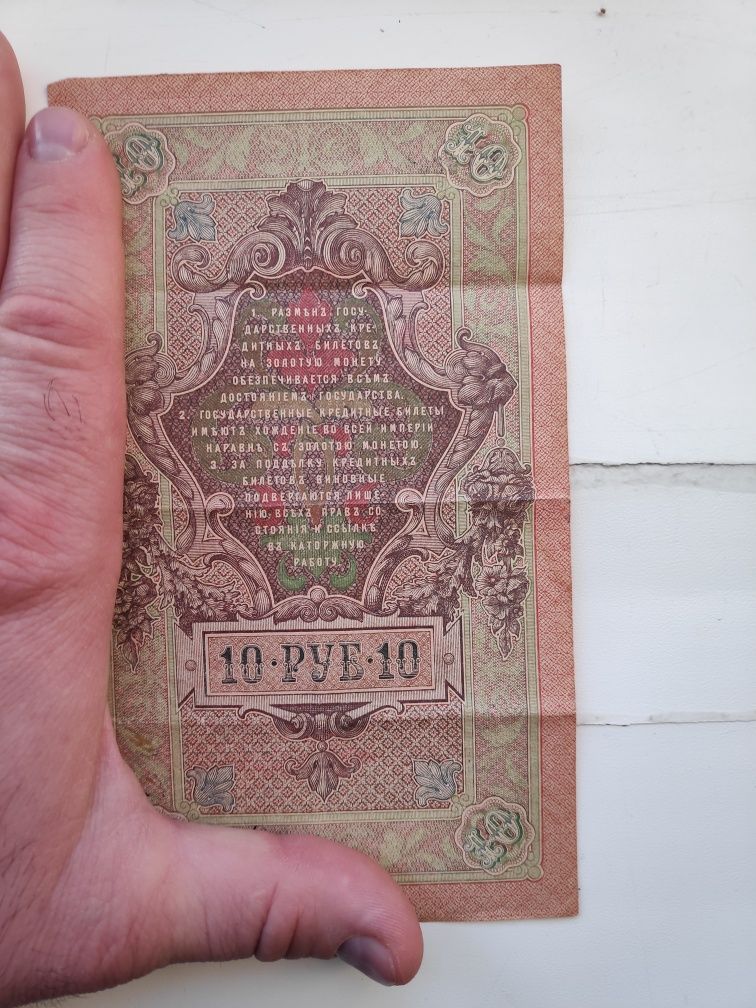 10
10
1. РАЗМѢНЪ ГОСУ-
ДАРСТВЕННЫХЪ КРЕ-
ДИТНЫХЪ БИЛЕТОВЪ
НА ЗОЛОТУЮ МОНЕТУ
ОБЕЗПЕЧИВАЕТСЯ ВСѢМЪ
ДОСТОЯНІЕМЪ ГОСУДАРСТВА.
2. ГОСУДАРСТВЕННЫЕ КРЕДИТНЫЕ БИЛЕТЫ
ИМѢЮТЪ ХОЖДЕНІЕ ВО ВСЕЙ ИМПЕРІИ
НАРАВНѢ СЪ ЗОЛОТОЮ МОНЕТОЮ.
3. ЗА ПОДДѢЛКУ КРЕДИТНЫХЪ
БИЛЕТОВЪ ВИНОВНЫЕ
ПОДВЕРГАЮТСЯ ЛИШЕ-
НІЮ ВСѢХЪ ПРАВЪ СО-
СТОЯНІЯ И ССЫЛКѢ
ВЪ КАТОРЖНУЮ
РАБОТУ.
10·РУБ·10
10